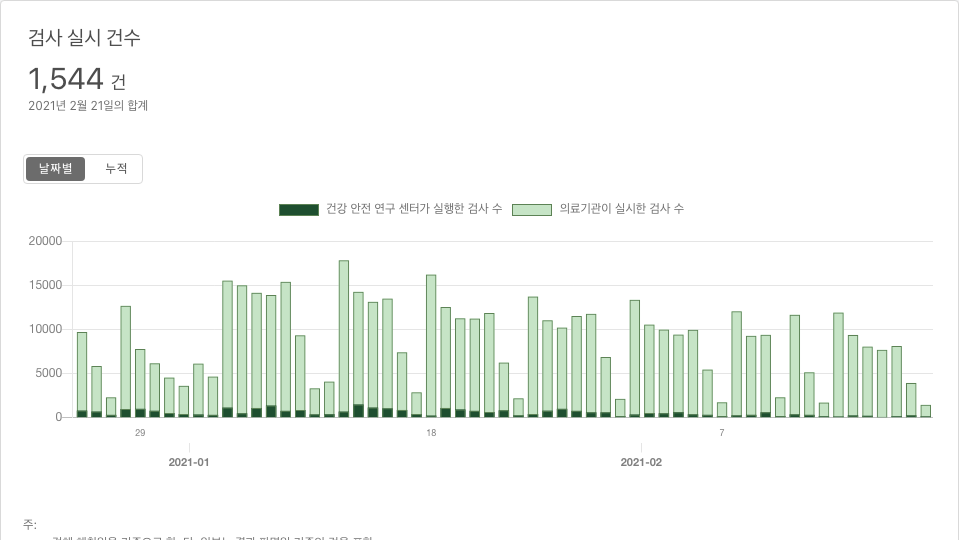 검사 실시 건수
1,544 건
2021년 2월 21일의 합계
날짜별 누적
건강 안전 연구 센터가 실행한 검사 수 의료기관이 실시한 검사 수
20000
15000
10000
5000
0
29 18 7
2021-01 2021-02
주: